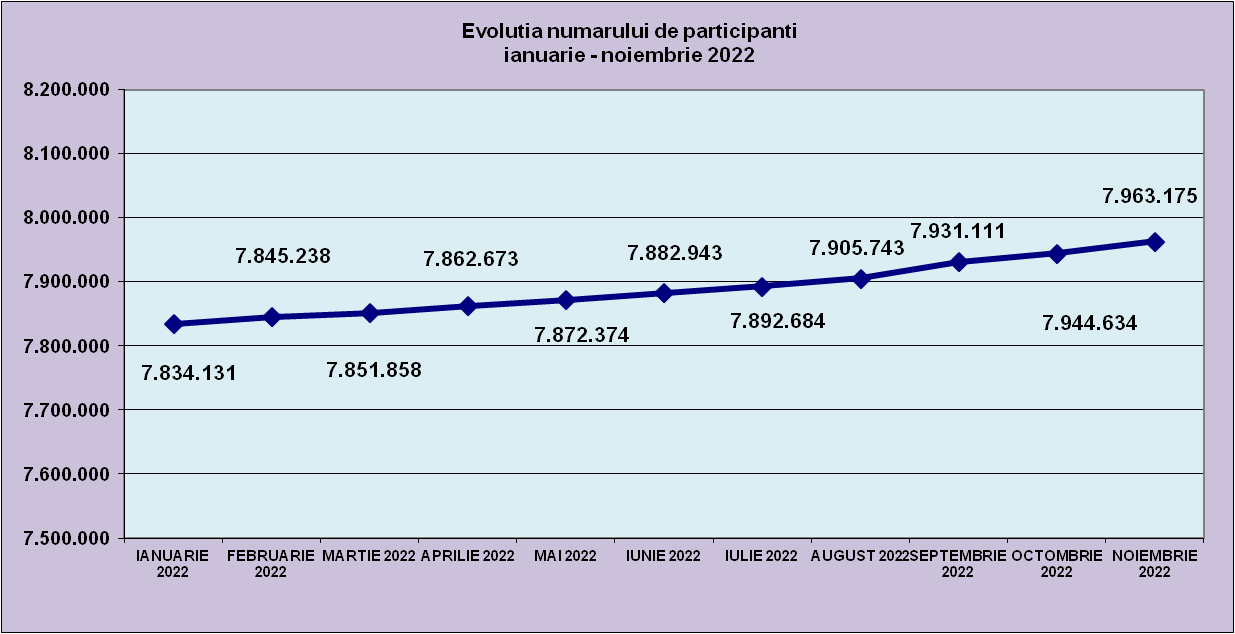 Evolutia numarului de participanti
ianuarie - noiembrie 2022
8.200.000
8.100.000
8.000.000
7.900.000
7.800.000
7.700.000
7.600.000
7.500.000
7.834.131
7.845.238
7.851.858
7.862.673
7.872.374
7.882.943
7.892.684
7.905.743
7.931.111
7.944.634
7.963.175
IANUARIE
2022
FEBRUARIE
2022
MARTIE 2022
APRILIE 2022
MAI 2022
IUNIE 2022
IULIE 2022
AUGUST 2022
SEPTEMBRIE
2022
OCTOMBRIE
2022
NOIEMBRIE
2022